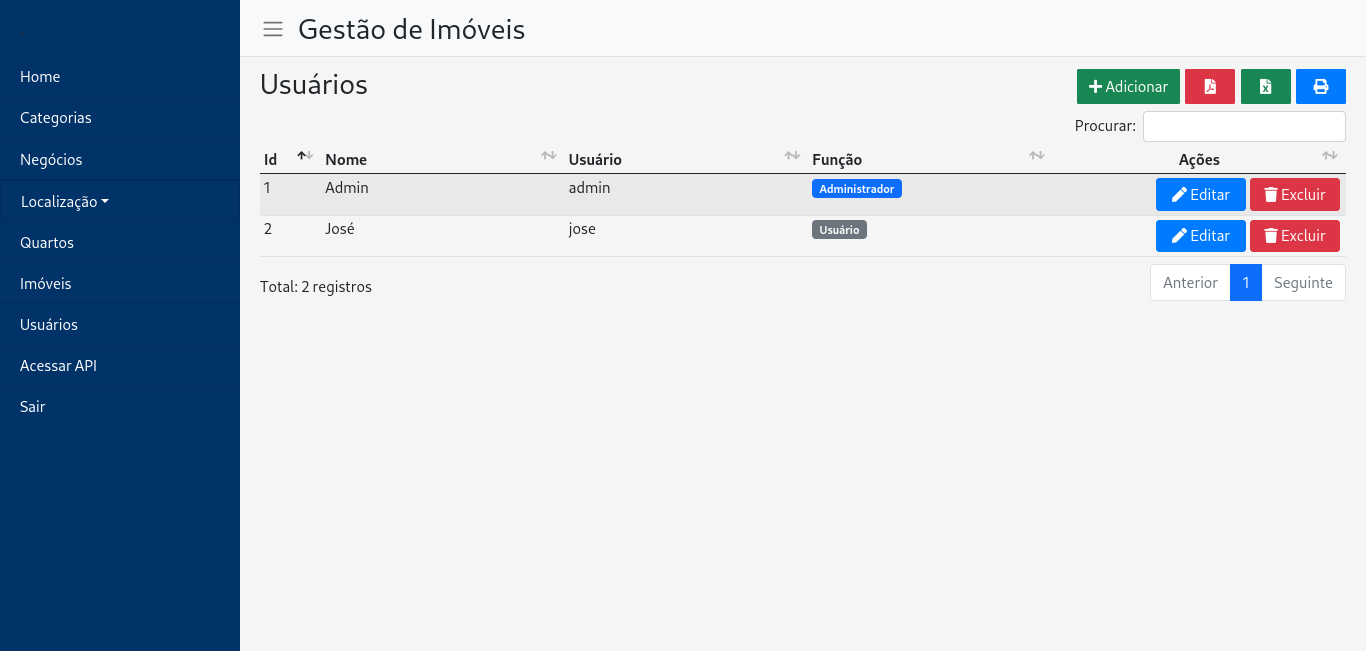 Gestão de Imóveis
Home
Categorias
Negócios
Localização
Quartos
Imóveis
Usuários
Acessar API
Sair
Usuários
Adicionar
Procurar:
Id Nome Usuário Função Ações
1 Admin admin Administrador Editar Excluir
2 José jose Usuário Editar Excluir
Total: 2 registros
Anterior 1 Seguinte